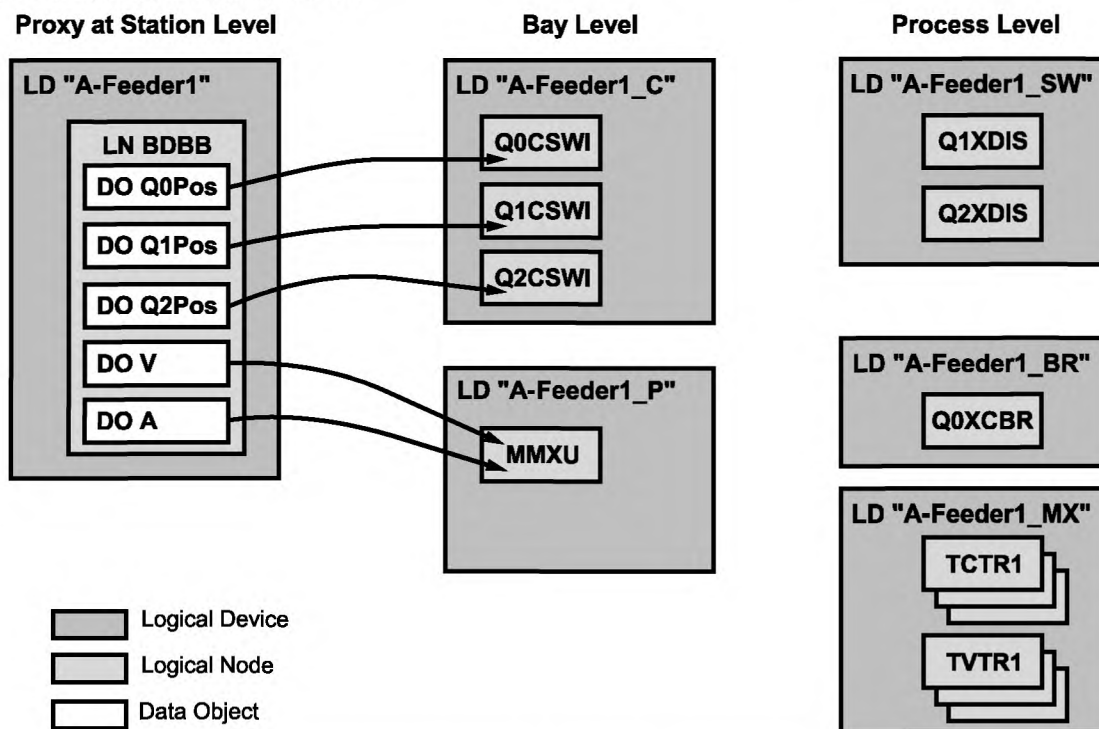 Proxy at Station Level
LD "A-Feeder1"
LN BDBB
DO Q0Pos
DO Q1Pos
DO Q2Pos
DO V
DO A
Bay Level
LD "A-Feeder1_C"
Q0CSWI
Q1CSWI
Q2CSWI
LD "A-Feeder1_P"
MMXU
Process Level
LD "A-Feeder1_SW"
Q1XDIS
Q2XDIS
LD "A-Feeder1_BR"
Q0XCBR
LD "A-Feeder1_MX"
TCTR1
TVTR1
Logical Device
Logical Node
Data Object